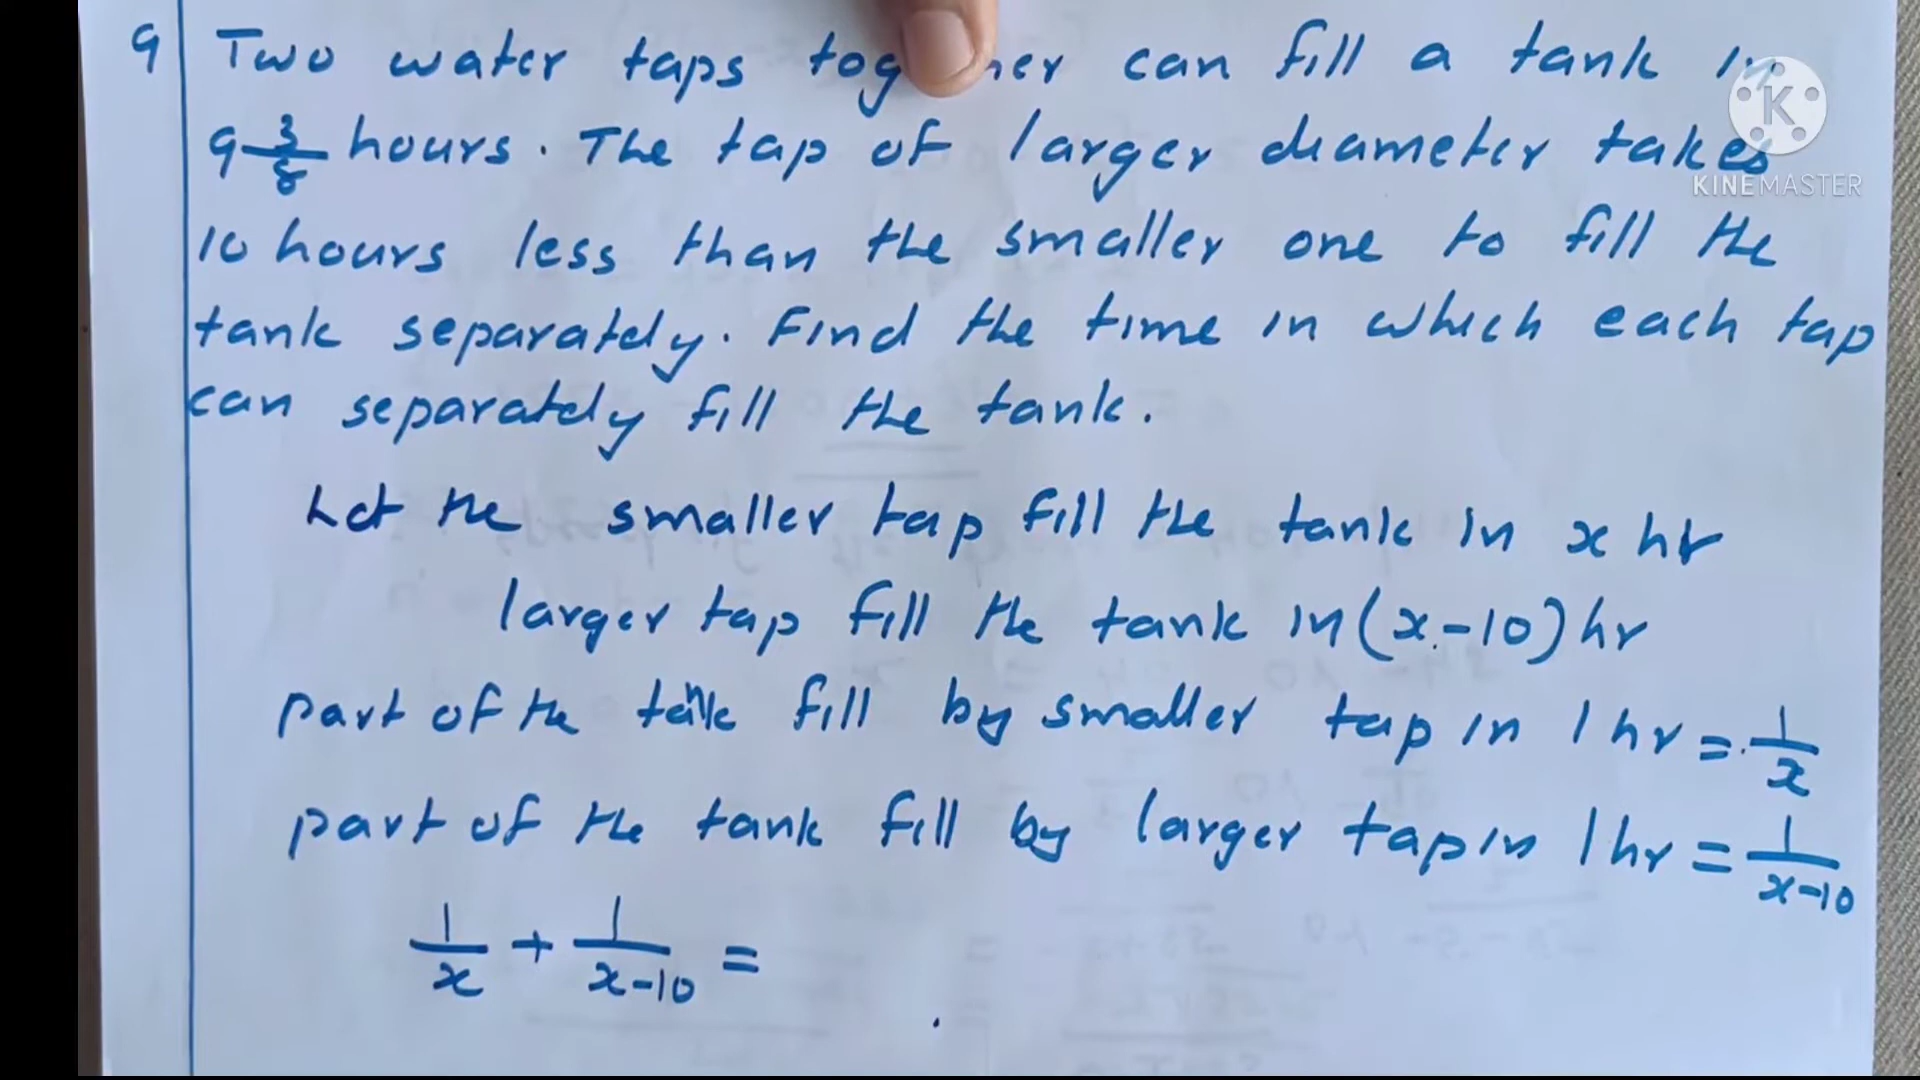 9 Two water taps together can fill a tank in
9 3/8 hours. The tap of larger diameter takes
10 hours less than the smaller one to fill the
tank separately. Find the time in which each tap
can separately fill the tank.
Let the smaller tap fill the tank in x hr
larger tap fill the tank in (x-10) hr
part of the tank fill by smaller tap in 1 hr = 1/x
part of the tank fill by larger tap in 1 hr = 1/x-10
1/x + 1/x-10 =
K
KINEMASTER